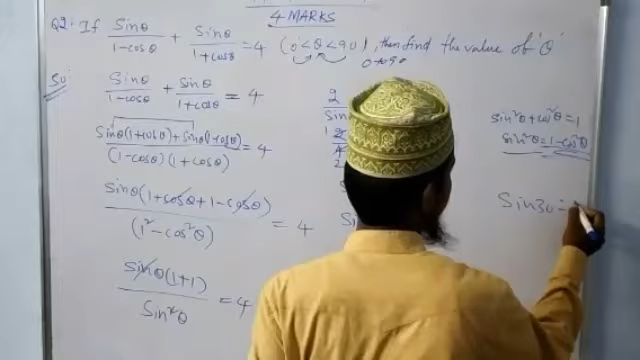 4 MARKS
Q2: If Sinθ/1-cosθ + Sinθ/1+cosθ = 4 (0<θ<90), then find the value of 'θ'
0 to 90
So: Sinθ/1-cosθ + Sinθ/1+cosθ = 4
Sinθ(1+cosθ)+sinθ(1-cosθ)/(1-cosθ)(1+cosθ) = 4
Sinθ(1+cosθ+1-cosθ)/(1²-cos²θ) = 4
Sinθ(1+1)/Sin²θ = 4
2
Sin
sin²θ+cos²θ=1
sin²θ=1-cos²θ
Sin30=